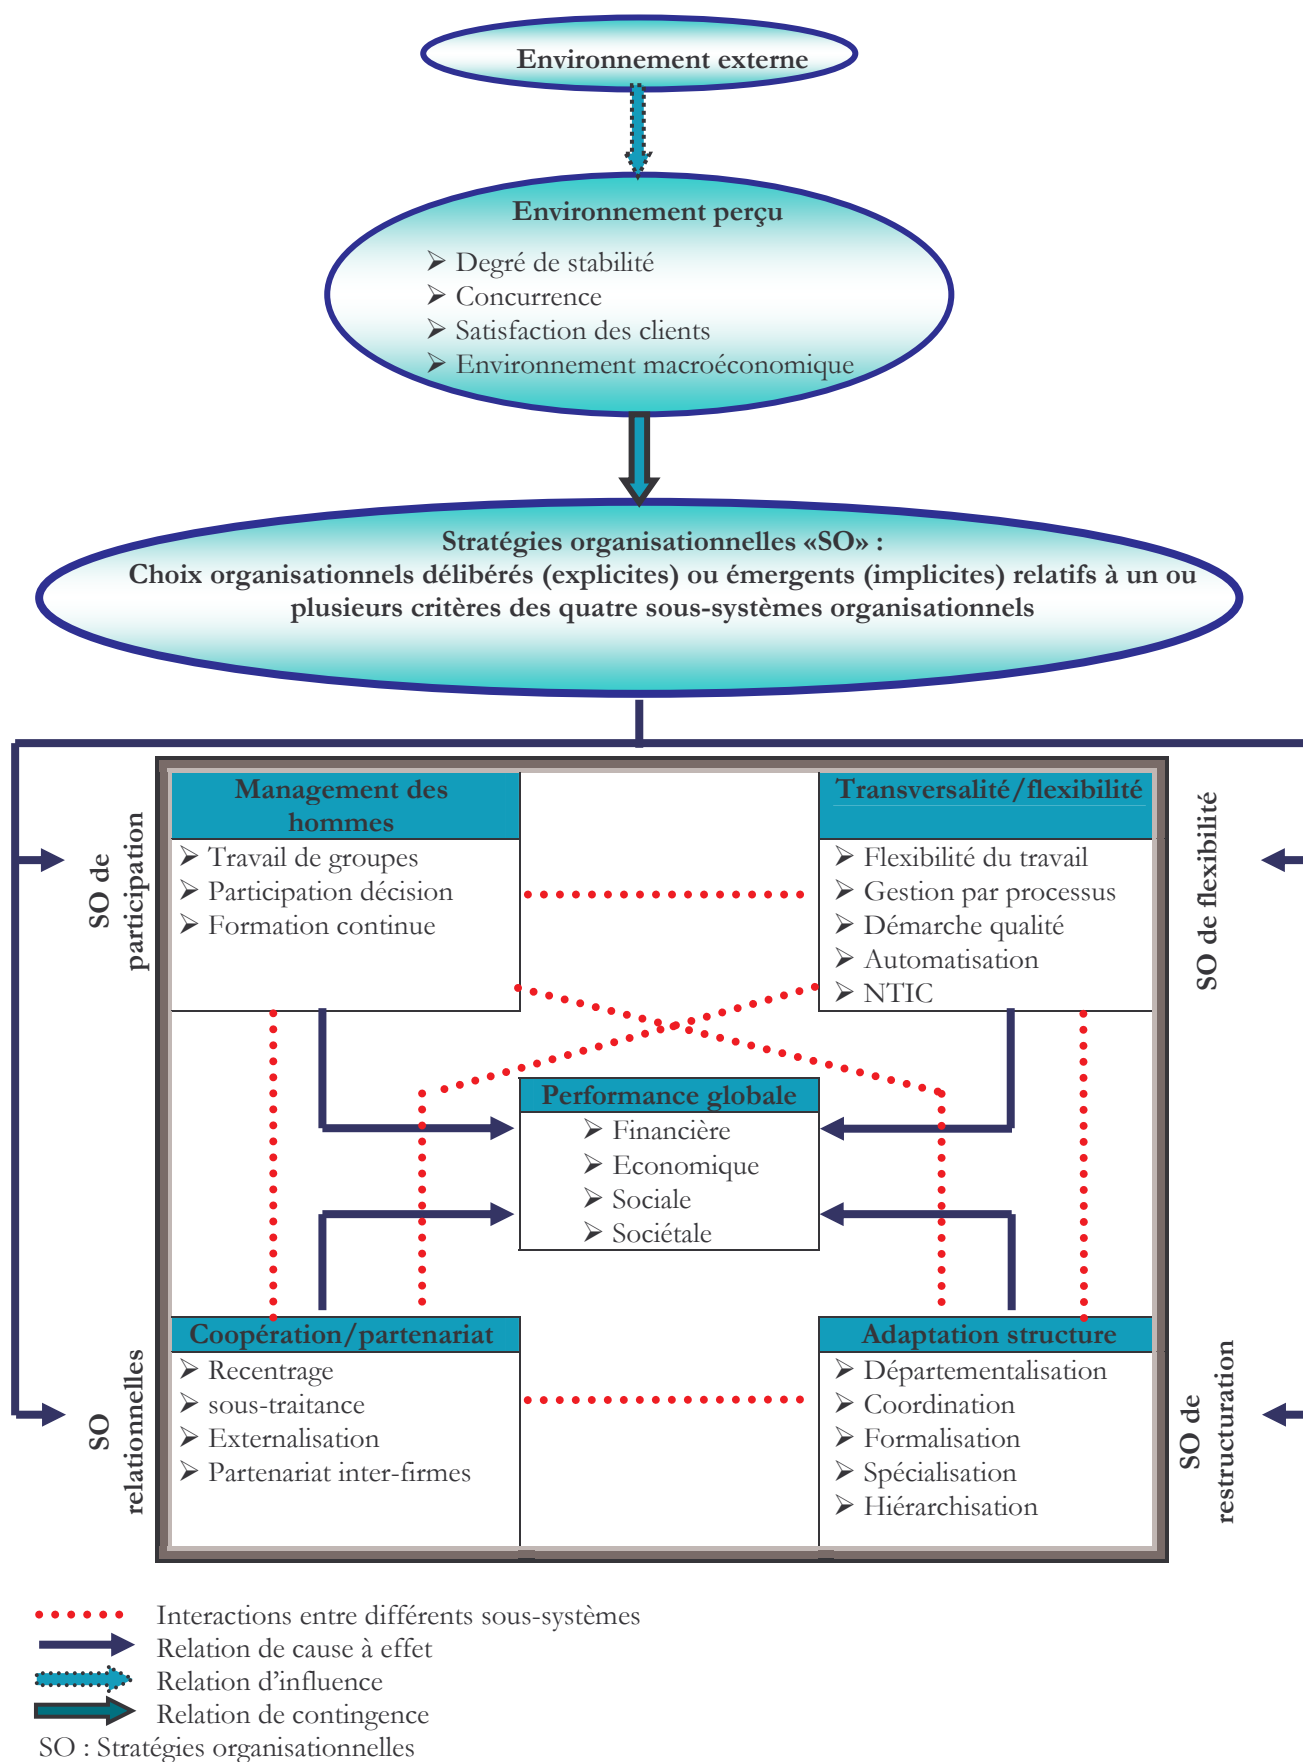 Environnement externe
Environnement perçu
➢ Degré de stabilité
➢ Concurrence
➢ Satisfaction des clients
➢ Environnement macroéconomique
Stratégies organisationnelles «SO» :
Choix organisationnels délibérés (explicites) ou émergents (implicites) relatifs à un ou
plusieurs critères des quatre sous-systèmes organisationnels
SO de
participation
Management des
hommes
➢ Travail de groupes
➢ Participation décision
➢ Formation continue
Transversalité/flexibilité
➢ Flexibilité du travail
➢ Gestion par processus
➢ Démarche qualité
➢ Automatisation
➢ NTIC
SO de flexibilité
Performance globale
➢ Financière
➢ Economique
➢ Sociale
➢ Sociétale
SO
relationnelles
Coopération/partenariat
➢ Recentrage
➢ sous-traitance
➢ Externalisation
➢ Partenariat inter-firmes
Adaptation structure
➢ Départementalisation
➢ Coordination
➢ Formalisation
➢ Spécialisation
➢ Hiérarchisation
SO de
restructuration
Interactions entre différents sous-systèmes
Relation de cause à effet
Relation d’influence
Relation de contingence
SO : Stratégies organisationnelles